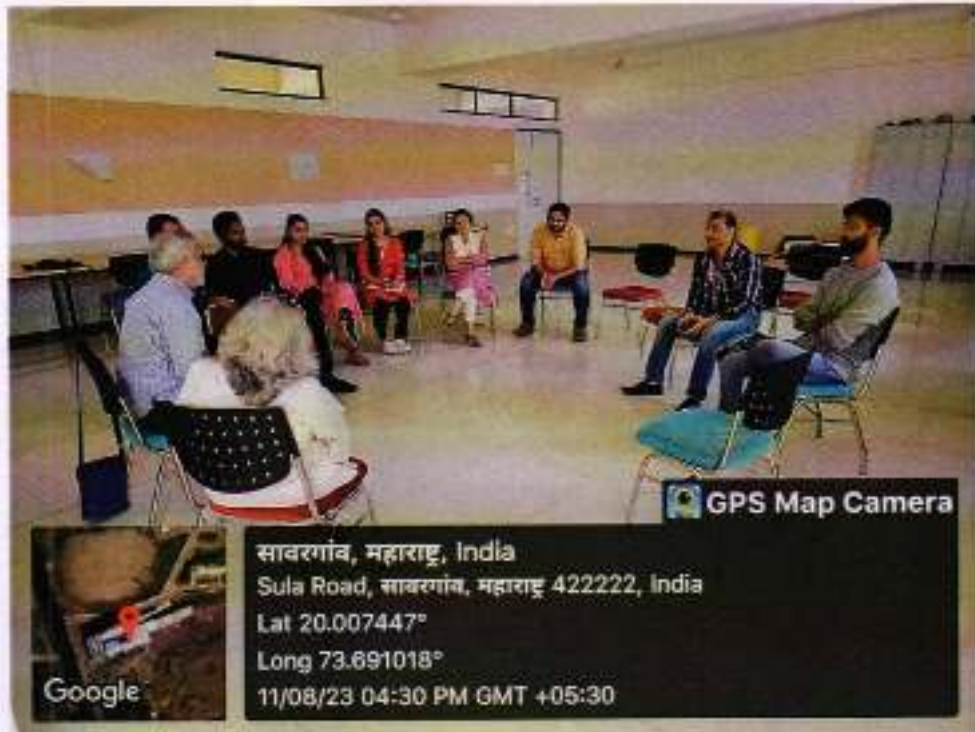 GPS Map Camera
सावरगांव, महाराष्ट्र, India
Sula Road, सावरगांव, महाराष्ट्र 422222, India
Lat 20.007447°
Long 73.691018°
11/08/23 04:30 PM GMT +05:30
Google